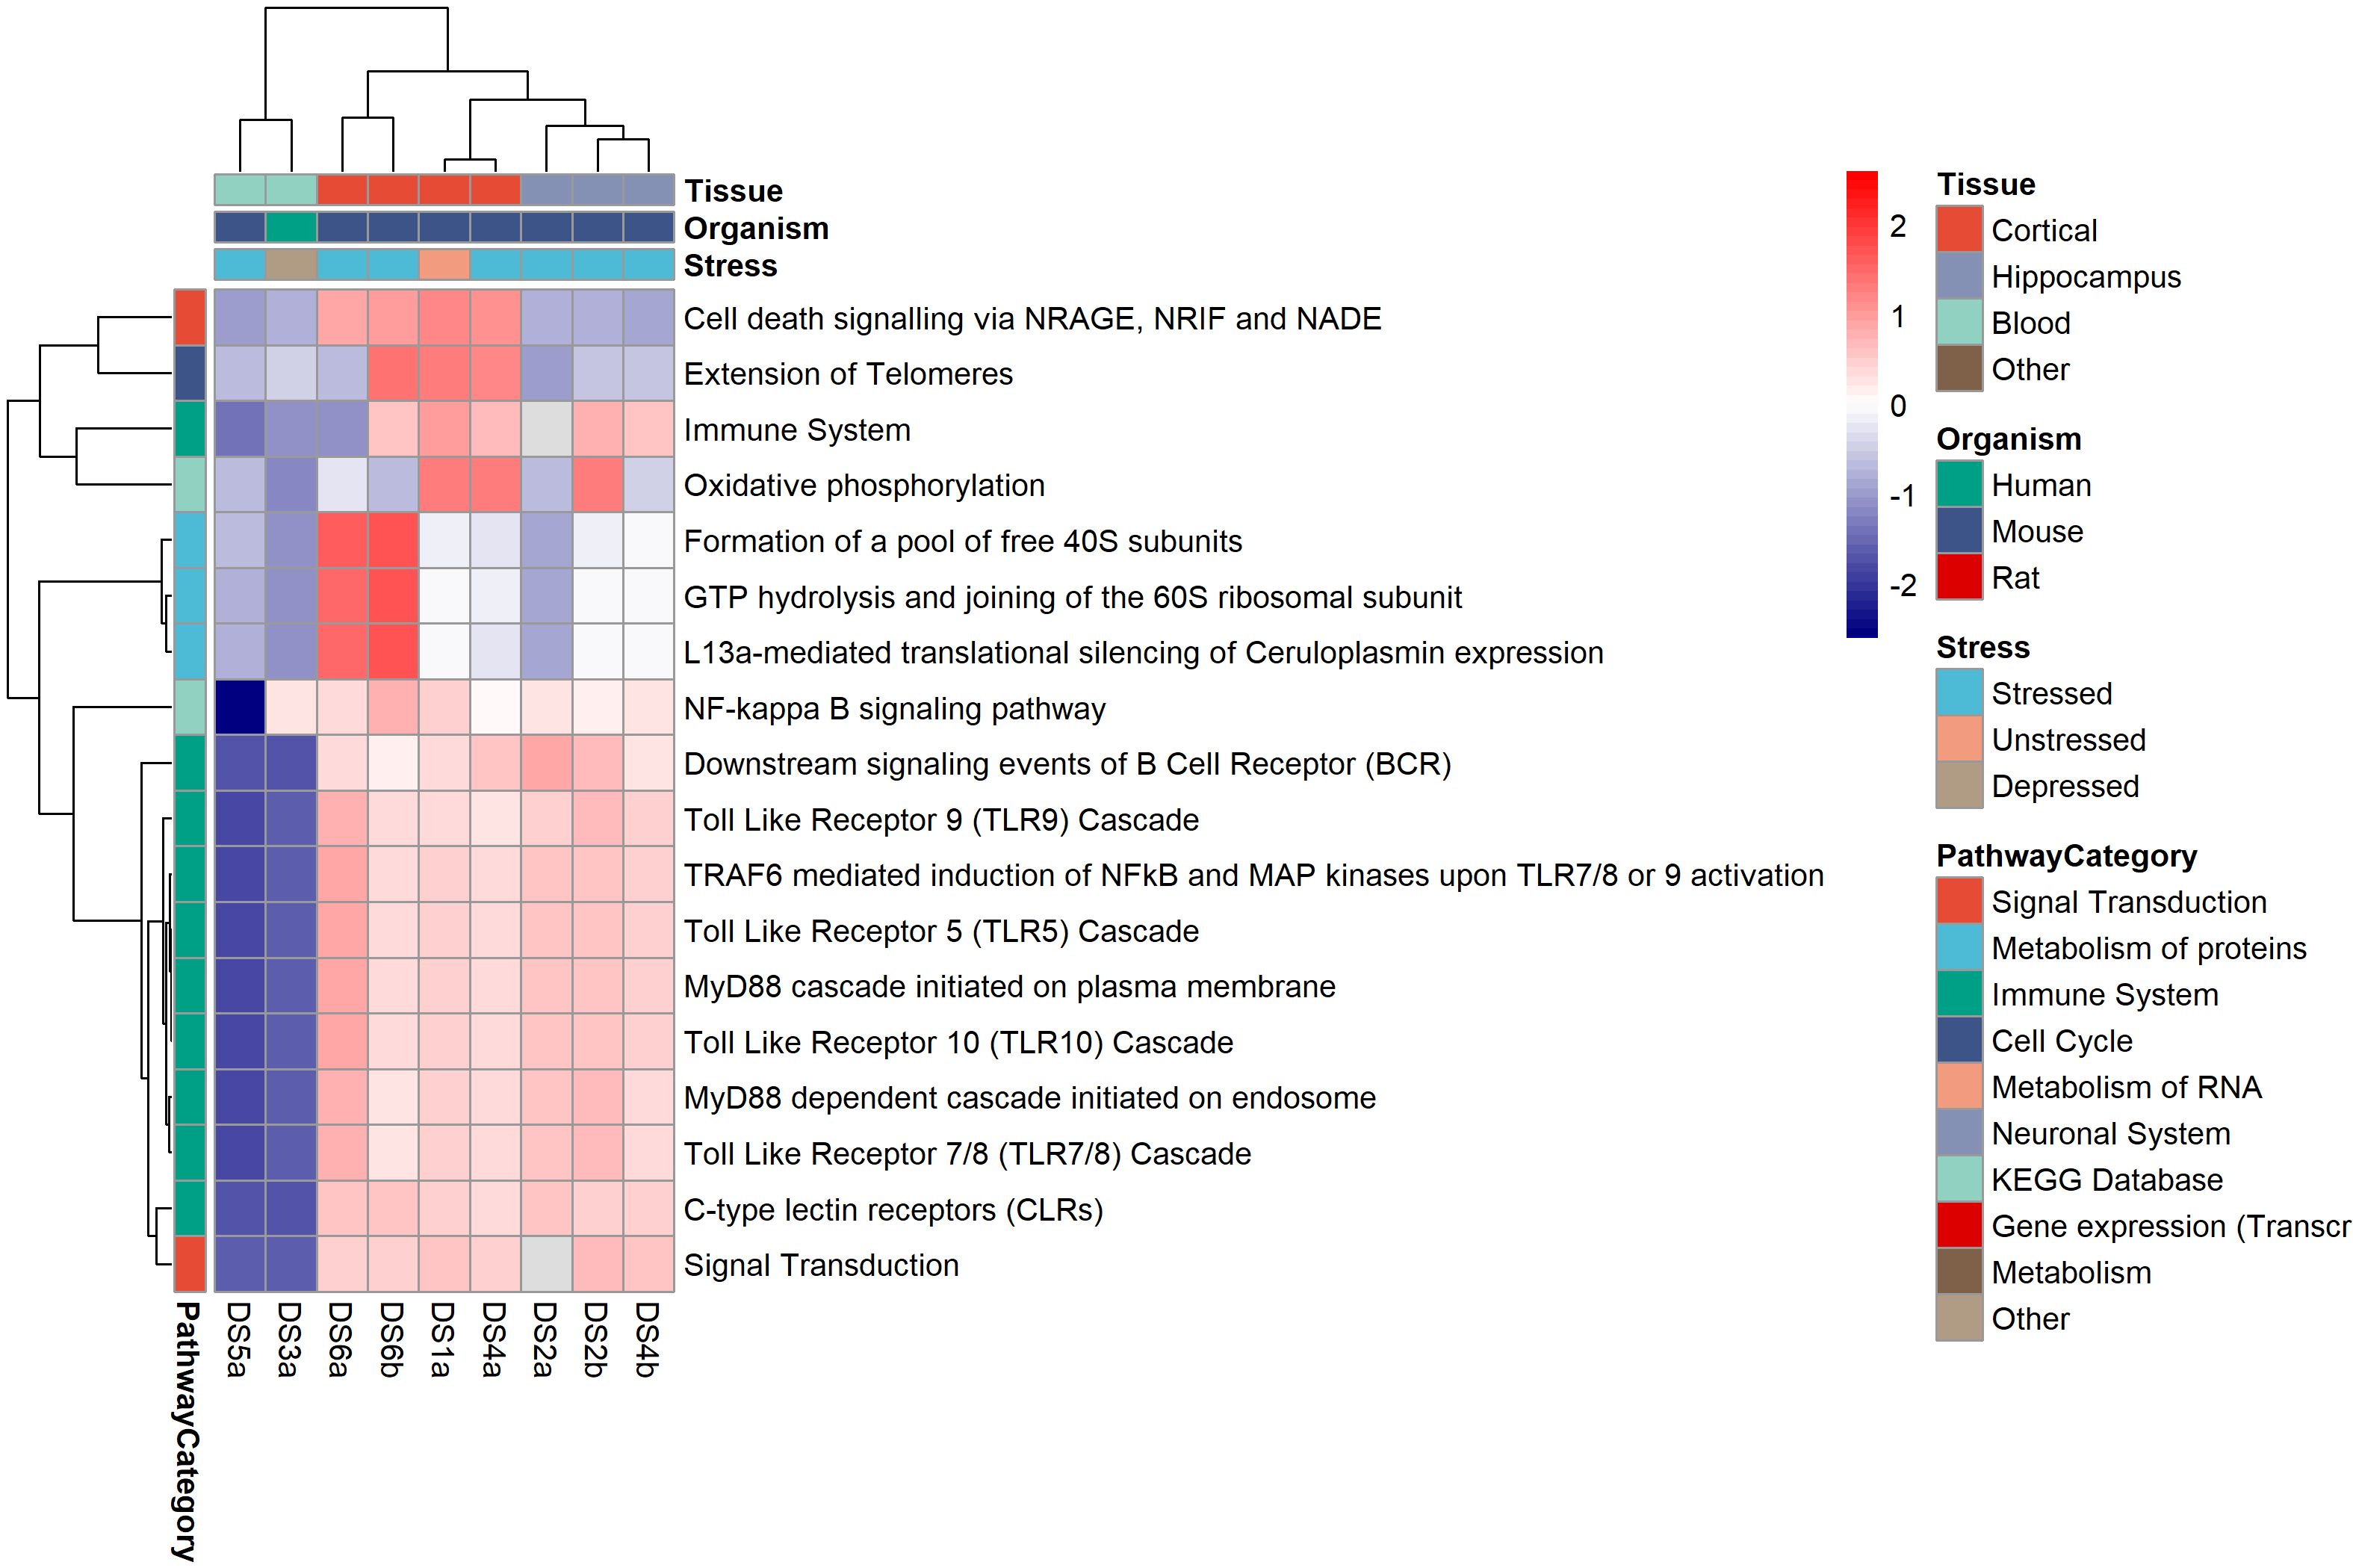 Tissue
Organism
Stress
Cell death signalling via NRAGE, NRIF and NADE
Extension of Telomeres
Immune System
Oxidative phosphorylation
Formation of a pool of free 40S subunits
GTP hydrolysis and joining of the 60S ribosomal subunit
L13a-mediated translational silencing of Ceruloplasmin expression
NF-kappa B signaling pathway
Downstream signaling events of B Cell Receptor (BCR)
Toll Like Receptor 9 (TLR9) Cascade
TRAF6 mediated induction of NFkB and MAP kinases upon TLR7/8 or 9 activation
Toll Like Receptor 5 (TLR5) Cascade
MyD88 cascade initiated on plasma membrane
Toll Like Receptor 10 (TLR10) Cascade
MyD88 dependent cascade initiated on endosome
Toll Like Receptor 7/8 (TLR7/8) Cascade
C-type lectin receptors (CLRs)
Signal Transduction
PathwayCategory
DS5a
DS3a
DS6a
DS6b
DS1a
DS4a
DS2a
DS2b
DS4b
2
1
0
-1
-2
Tissue
Cortical
Hippocampus
Blood
Other
Organism
Human
Mouse
Rat
Stress
Stressed
Unstressed
Depressed
PathwayCategory
Signal Transduction
Metabolism of proteins
Immune System
Cell Cycle
Metabolism of RNA
Neuronal System
KEGG Database
Gene expression (Transcr
Metabolism
Other